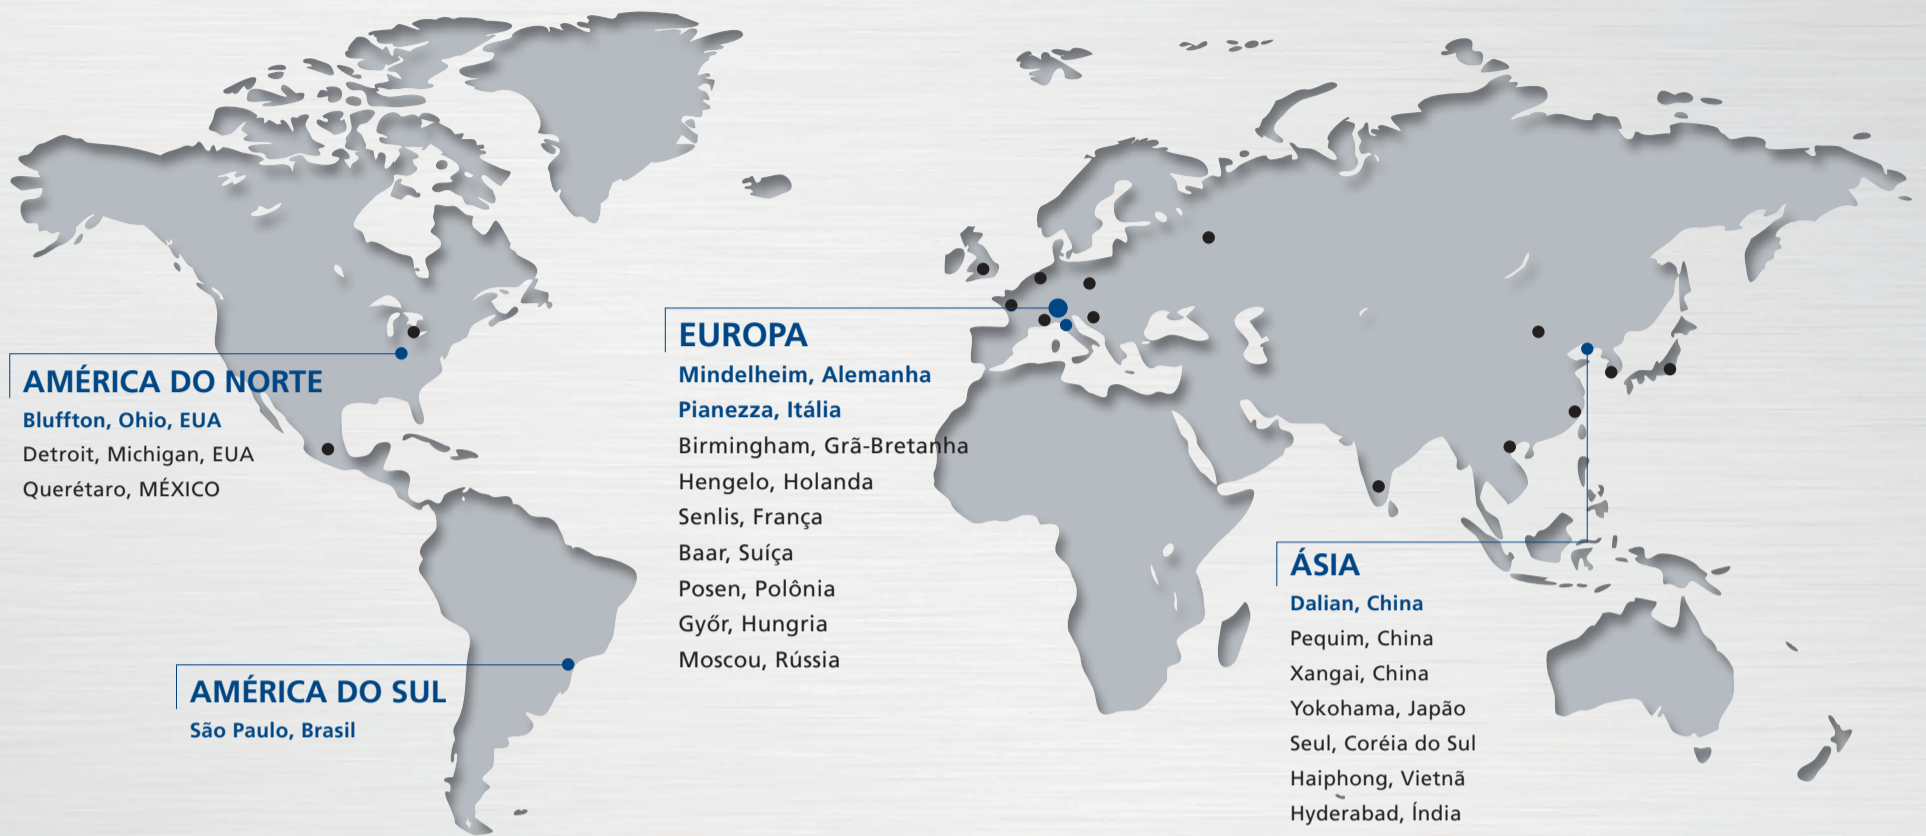 AMÉRICA DO NORTE
Bluffton, Ohio, EUA
Detroit, Michigan, EUA
Querétaro, MÉXICO
AMÉRICA DO SUL
São Paulo, Brasil
EUROPA
Mindelheim, Alemanha
Pianezza, Itália
Birmingham, Grã-Bretanha
Hengelo, Holanda
Senlis, França
Baar, Suíça
Posen, Polônia
Győr, Hungria
Moscou, Rússia
ÁSIA
Dalian, China
Pequim, China
Xangai, China
Yokohama, Japão
Seul, Coréia do Sul
Haiphong, Vietnã
Hyderabad, Índia